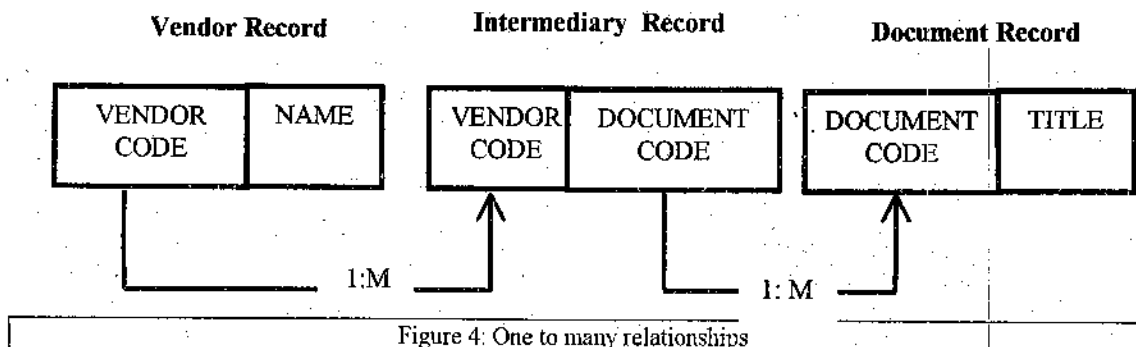 Vendor Record Intermediary Record Document Record
VENDOR CODE NAME VENDOR CODE DOCUMENT CODE DOCUMENT CODE TITLE
1:M 1: M
Figure 4: One to many relationships